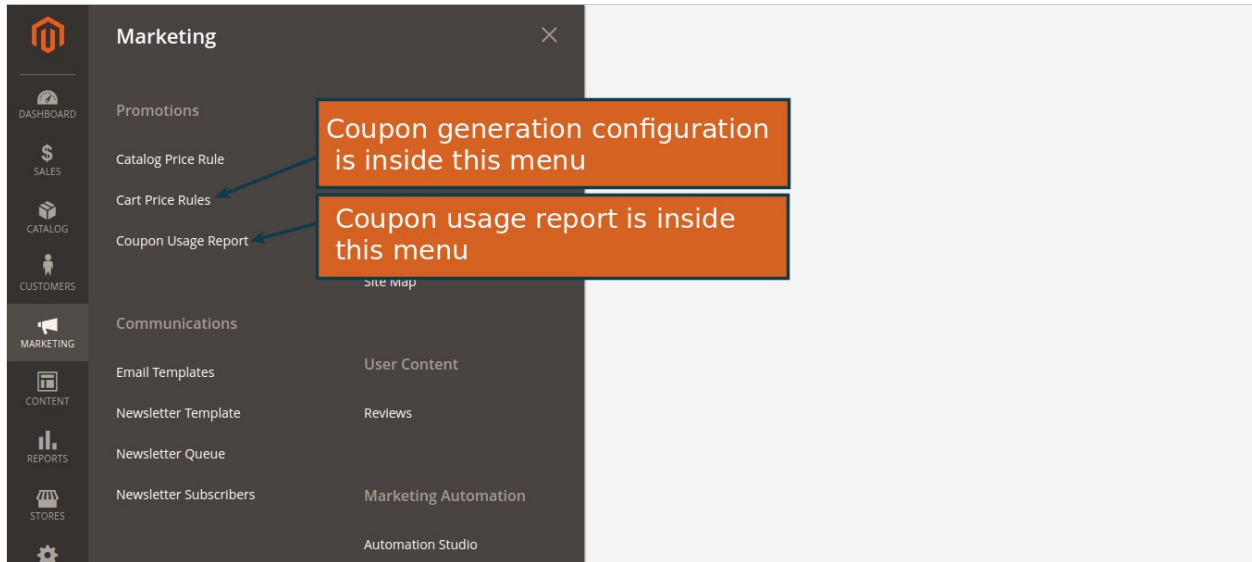 Marketing
DASHBOARD
SALES
CATALOG
CUSTOMERS
MARKETING
CONTENT
REPORTS
STORES
Promotions
Catalog Price Rule
Cart Price Rules
Coupon Usage Report
Coupon generation configuration
is inside this menu
Coupon usage report is inside
this menu
Site Map
Communications
Email Templates
Newsletter Template
Newsletter Queue
Newsletter Subscribers
User Content
Reviews
Marketing Automation
Automation Studio